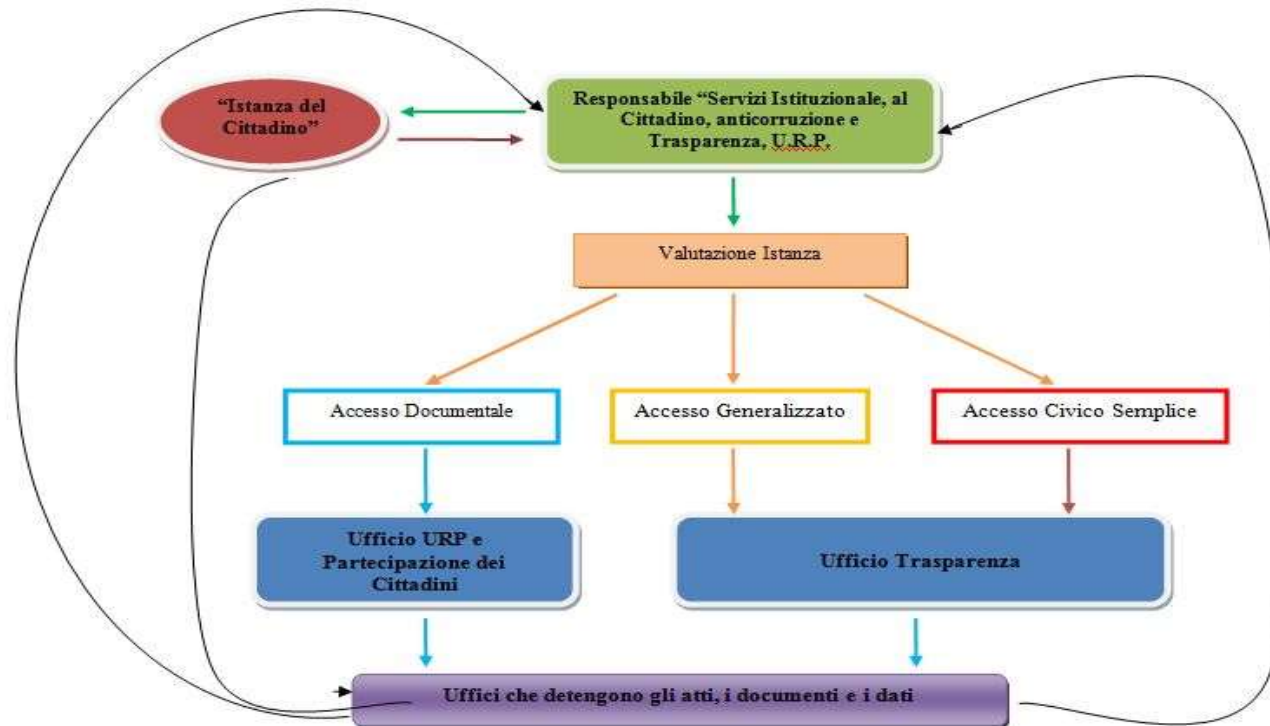 “Istanza del
Cittadino”
Responsabile “Servizi Istituzionale, al
Cittadino, anticorruzione e
Trasparenza, U.R.P.
Valutazione Istanza
Accesso Documentale
Accesso Generalizzato
Accesso Civico Semplice
Ufficio URP e
Partecipazione dei
Cittadini
Ufficio Trasparenza
Uffici che detengono gli atti, i documenti e i dati